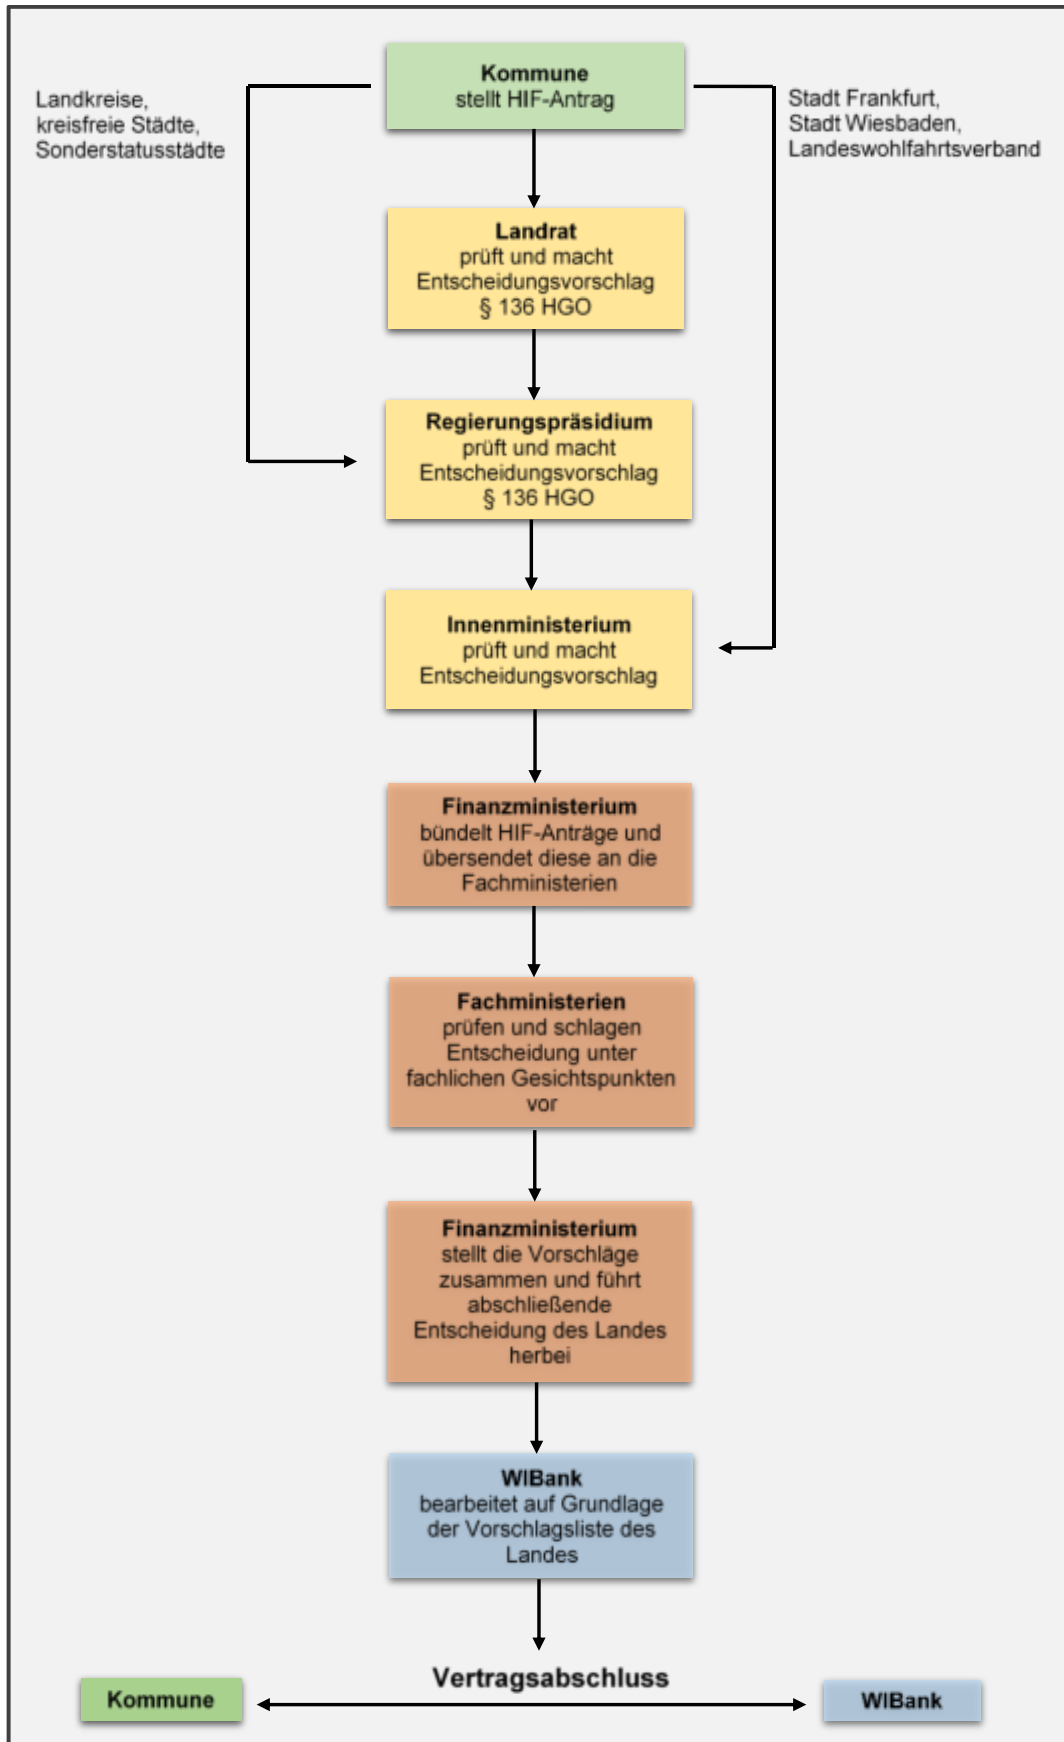 Kommune
stellt HIF-Antrag
Landkreise,
kreisfreie Städte,
Sonderstatusstädte
Stadt Frankfurt,
Stadt Wiesbaden,
Landeswohlfahrtsverband
Landrat
prüft und macht
Entscheidungsvorschlag
§ 136 HGO
Regierungspräsidium
prüft und macht
Entscheidungsvorschlag
§ 136 HGO
Innenministerium
prüft und macht
Entscheidungsvorschlag
Finanzministerium
bündelt HIF-Anträge und
übersendet diese an die
Fachministerien
Fachministerien
prüfen und schlagen
Entscheidung unter
fachlichen Gesichtspunkten
vor
Finanzministerium
stellt die Vorschläge
zusammen und führt
abschließende
Entscheidung des Landes
herbei
WIBank
bearbeitet auf Grundlage
der Vorschlagsliste des
Landes
Vertragsabschluss
Kommune
WIBank